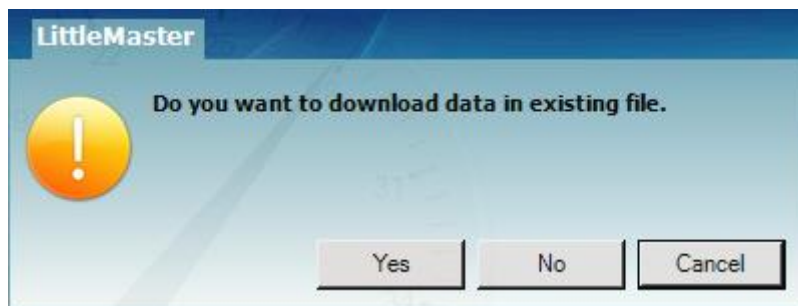 LittleMaster
Do you want to download data in existing file.
Yes No Cancel